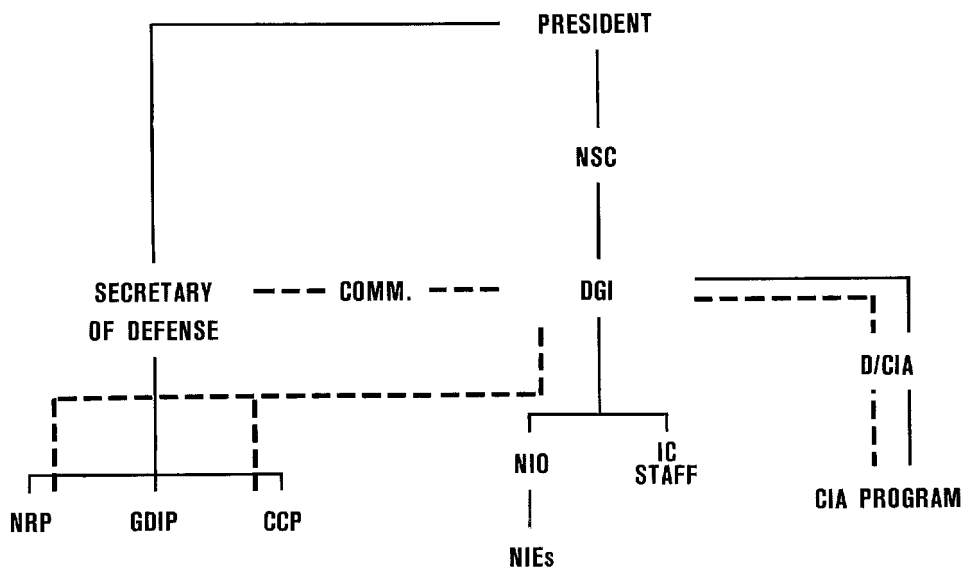 PRESIDENT
NSC
SECRETARY
OF DEFENSE
COMM.
DGI
D/CIA
NIO
IC
STAFF
CIA PROGRAM
NRP
GDIP
CCP
NIEs